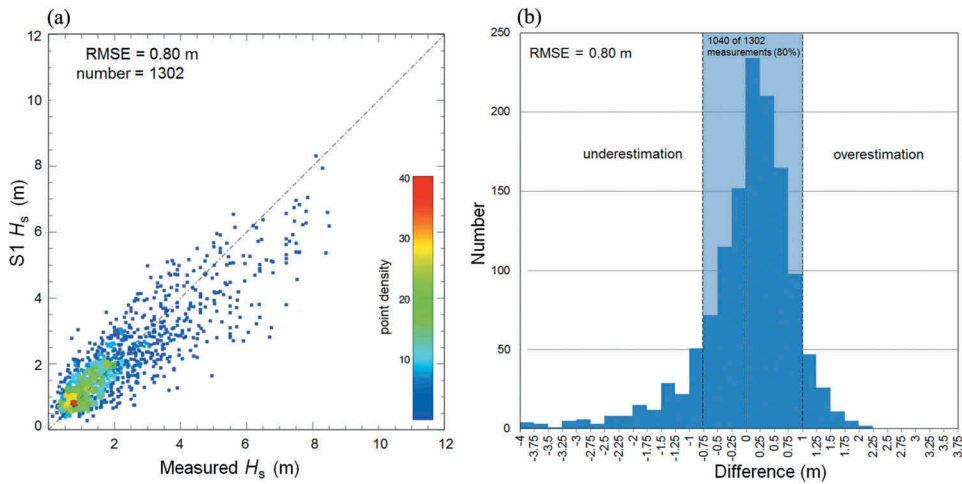 (a)
RMSE = 0.80 m
number = 1302
S1 Hs (m)
12
10
8
6
4
2
0
2 4 6 8 10 12
Measured Hs (m)
point density
40
30
20
10
(b)
RMSE = 0.80 m
1040 of 1302
measurements (80%)
underestimation
overestimation
Number
250
200
150
100
50
0
-4 -3.75 -3.5 -3.25 -3 -2.75 -2.5 -2.25 -2 -1.75 -1.5 -1.25 -1 -0.75 -0.5 -0.25 0 0.25 0.5 0.75 1 1.25 1.5 1.75 2 2.25 2.5 2.75 3 3.25 3.5 3.75
Difference (m)